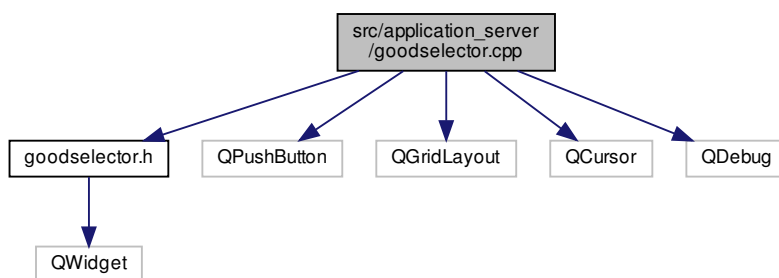 src/application_server
/goodselector.cpp
goodselector.h
QPushButton
QGridLayout
QCursor
QDebug
QWidget